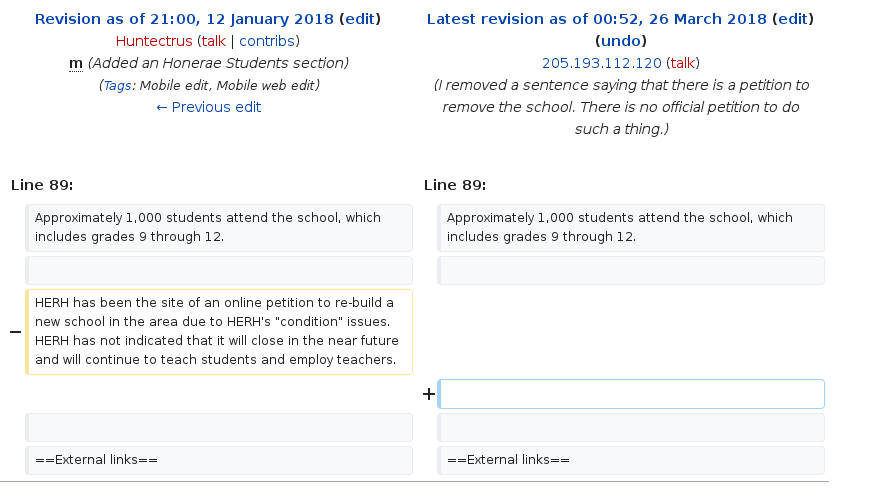 Revision as of 21:00, 12 January 2018 (edit)
Huntectrus (talk | contribs)
m (Added an Honerae Students section)
(Tags: Mobile edit, Mobile web edit)
← Previous edit
Latest revision as of 00:52, 26 March 2018 (edit)
(undo)
205.193.112.120 (talk)
(I removed a sentence saying that there is a petition to
remove the school. There is no official petition to do
such a thing.)
Line 89:
Line 89:
Approximately 1,000 students attend the school, which
includes grades 9 through 12.
Approximately 1,000 students attend the school, which
includes grades 9 through 12.
−
HERH has been the site of an online petition to re-build a
new school in the area due to HERH's "condition" issues.
HERH has not indicated that it will close in the near future
and will continue to teach students and employ teachers.
+
==External links==
==External links==